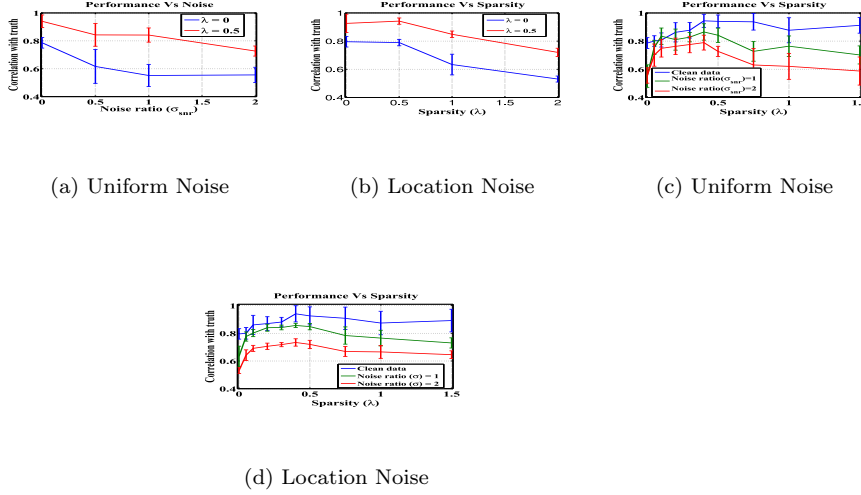 Performance Vs Noise
Correlation with truth
1
0.8
0.6
0.4
λ = 0
λ = 0.5
0 0.5 1 1.5 2
Noise ratio (σsnr)
(a) Uniform Noise
Performance Vs Sparsity
Correlation with truth
1
0.8
0.6
0.4
λ = 0
λ = 0.5
0 0.5 1 1.5 2
Sparsity (λ)
(b) Location Noise
Performance Vs Sparsity
Correlation with truth
1
0.8
0.6
0.4
Clean data
Noise ratio(σsnr)=1
Noise ratio(σsnr)=2
0 0.5 1 1.5
Sparsity (λ)
(c) Uniform Noise
Performance Vs Sparsity
Correlation with truth
1
0.8
0.6
0.4
Clean data
Noise ratio (σ) = 1
Noise ratio (σ) = 2
0 0.5 1 1.5
Sparsity (λ)
(d) Location Noise